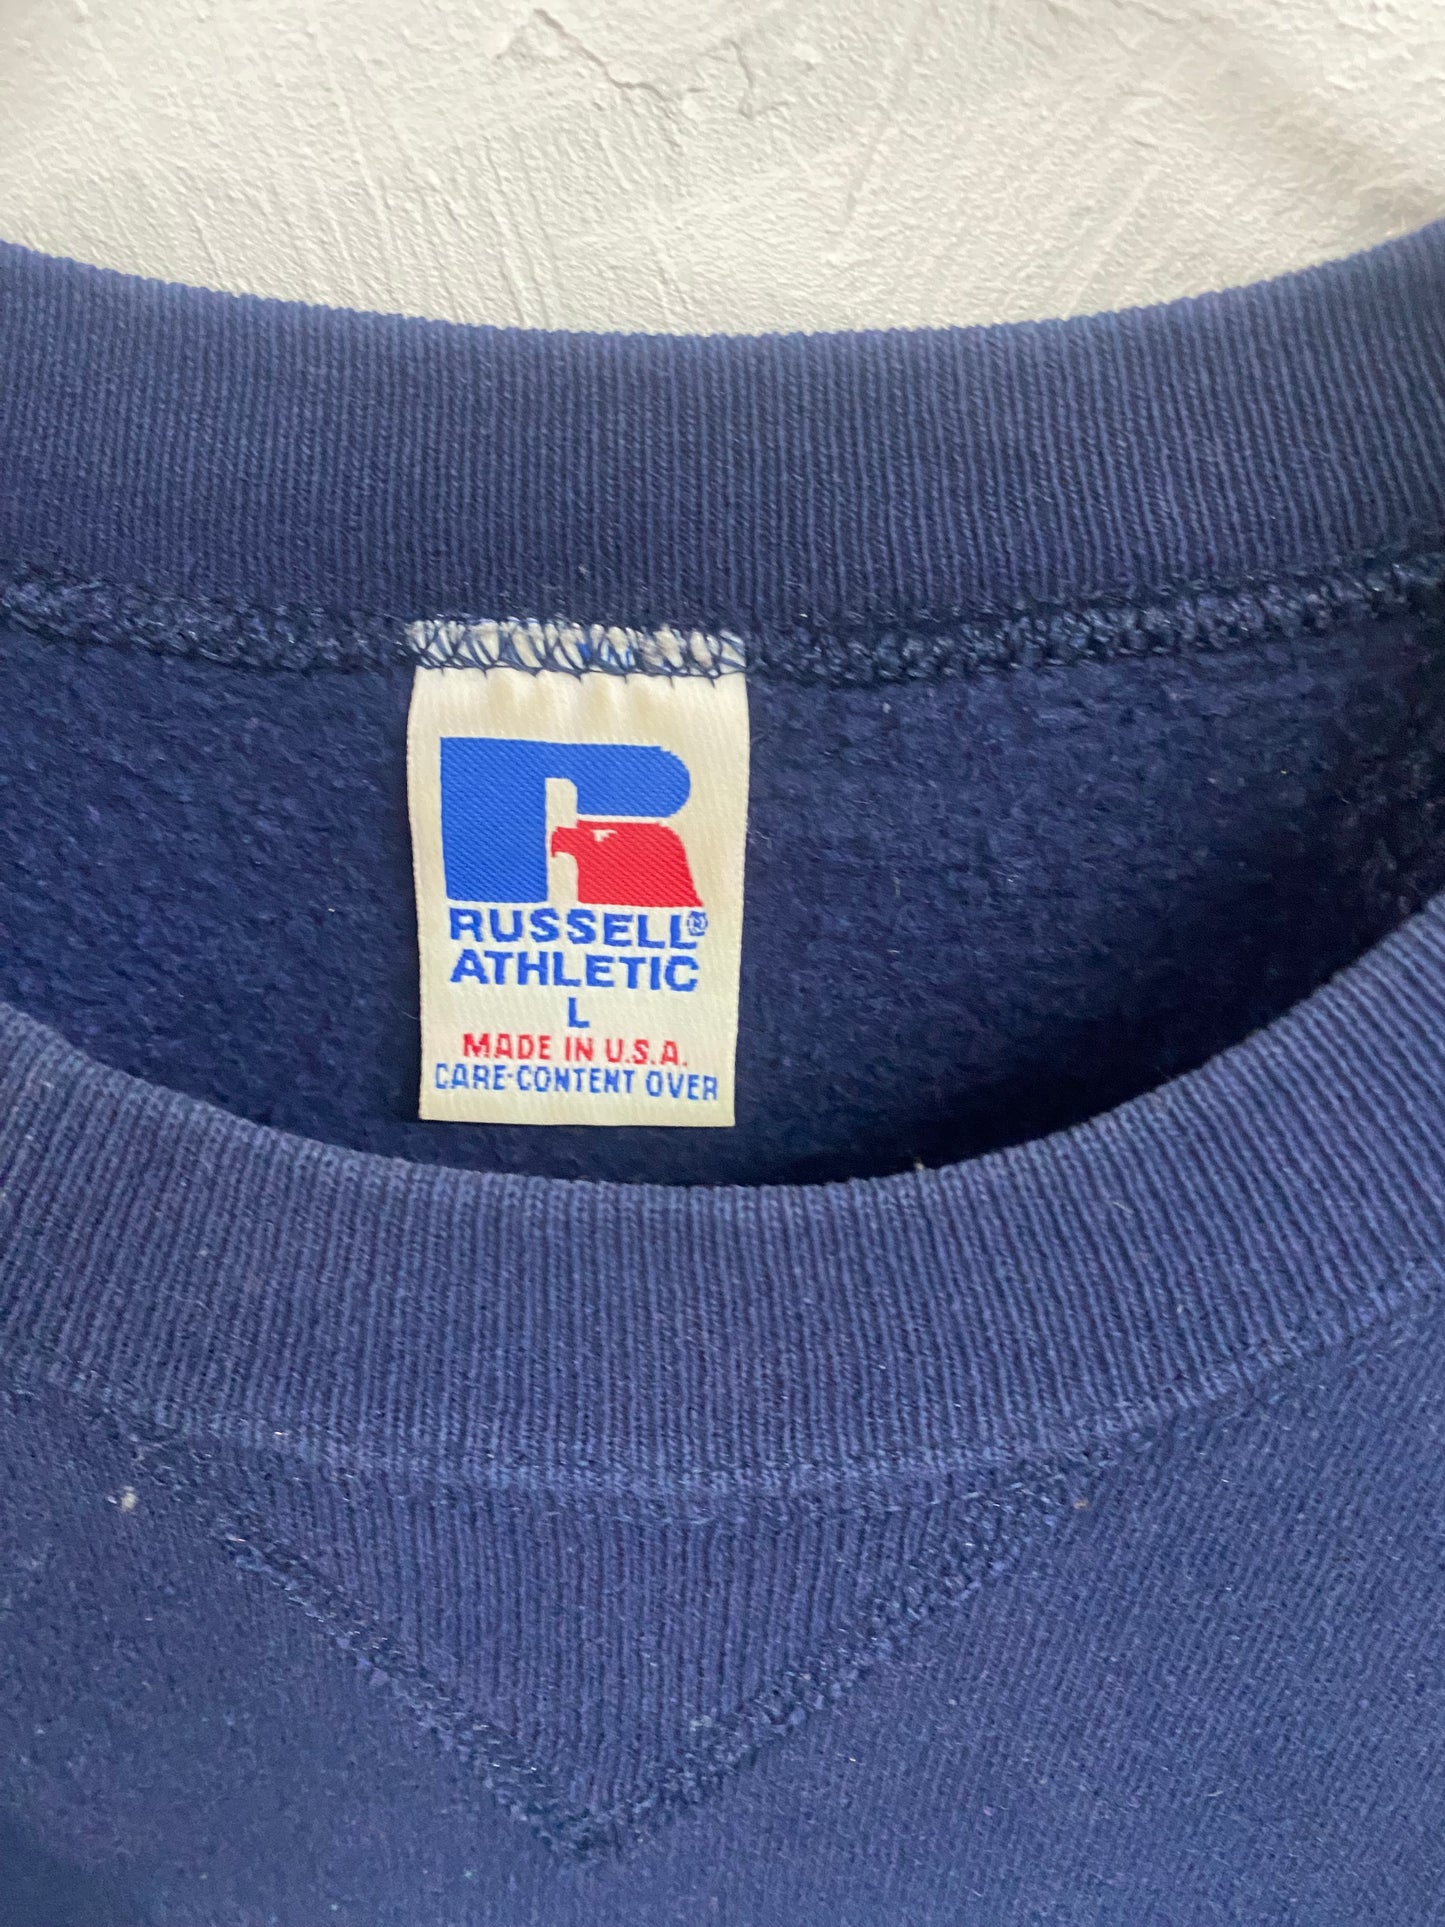 R
RUSSELL®
ATHLETIC
L
MADE IN U.S.A.
CARE-CONTENT OVER